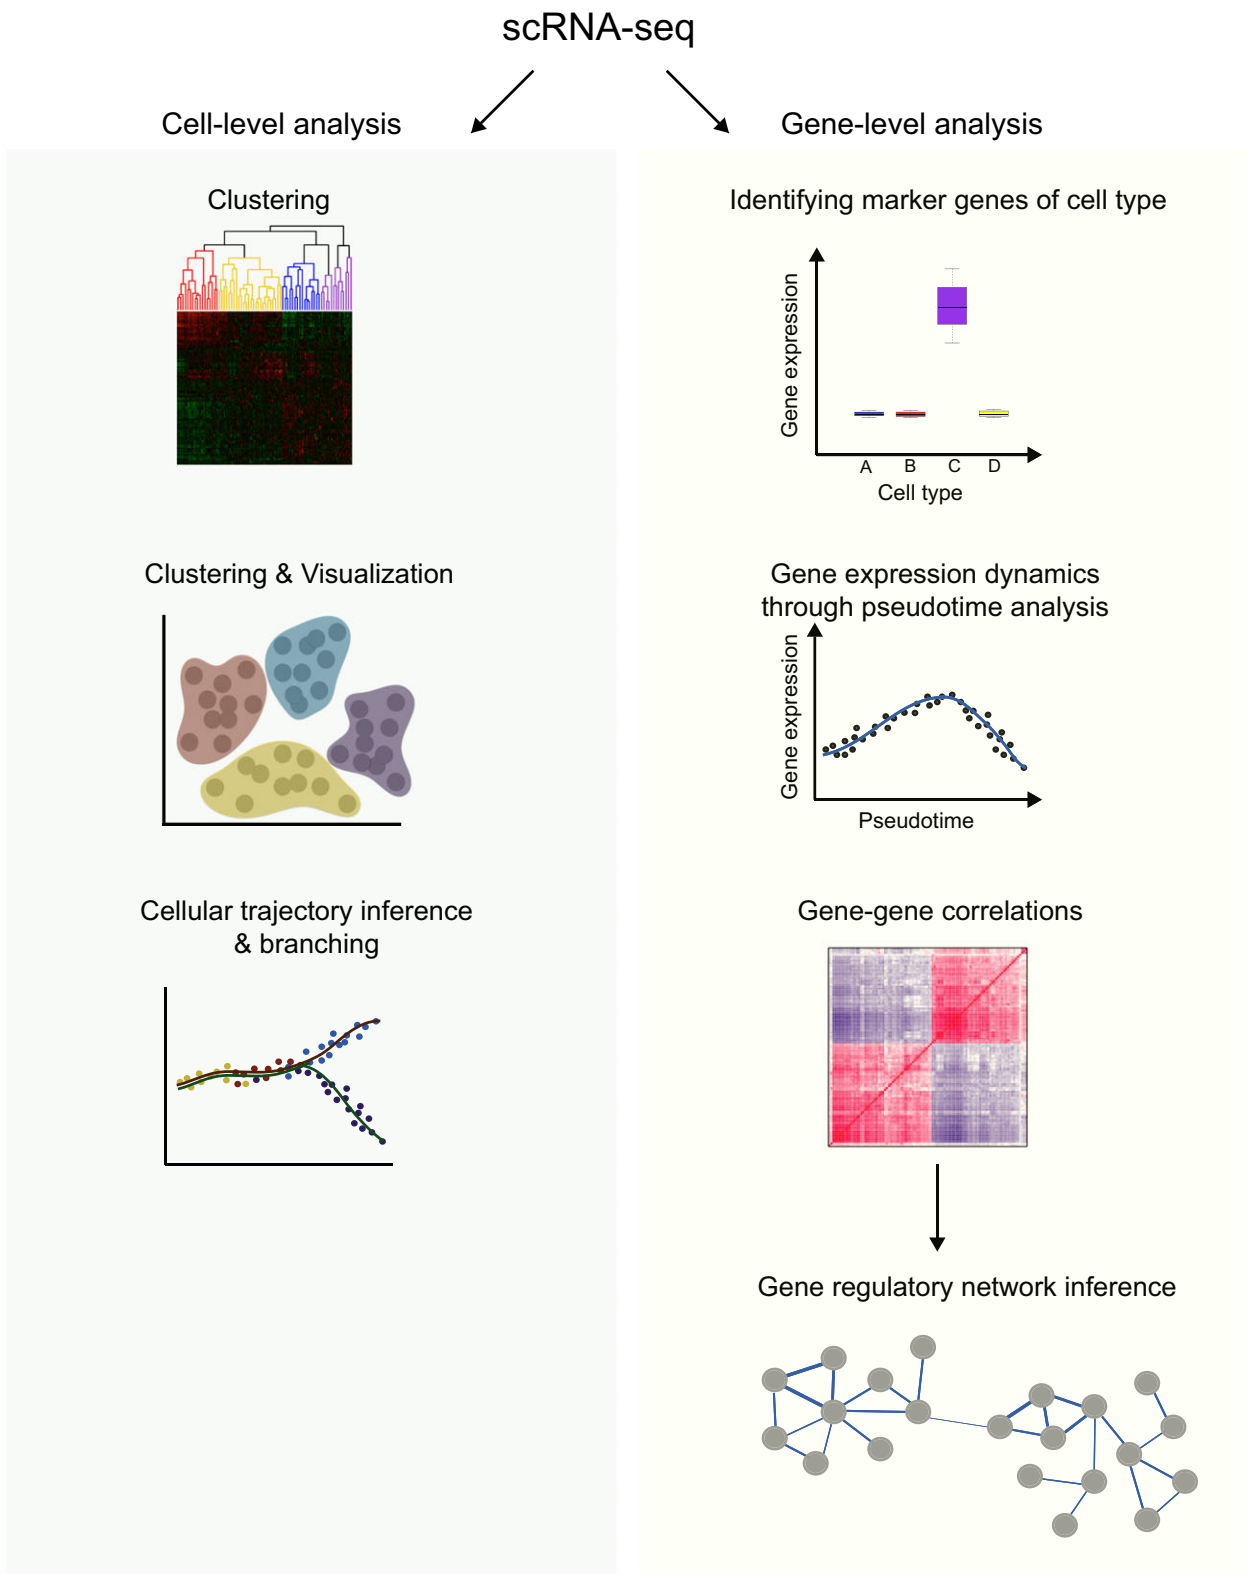 scRNA-seq
Cell-level analysis
Clustering
Clustering & Visualization
Cellular trajectory inference
& branching
Gene-level analysis
Identifying marker genes of cell type
Gene expression
A B C D
Cell type
Gene expression dynamics
through pseudotime analysis
Gene expression
Pseudotime
Gene-gene correlations
Gene regulatory network inference